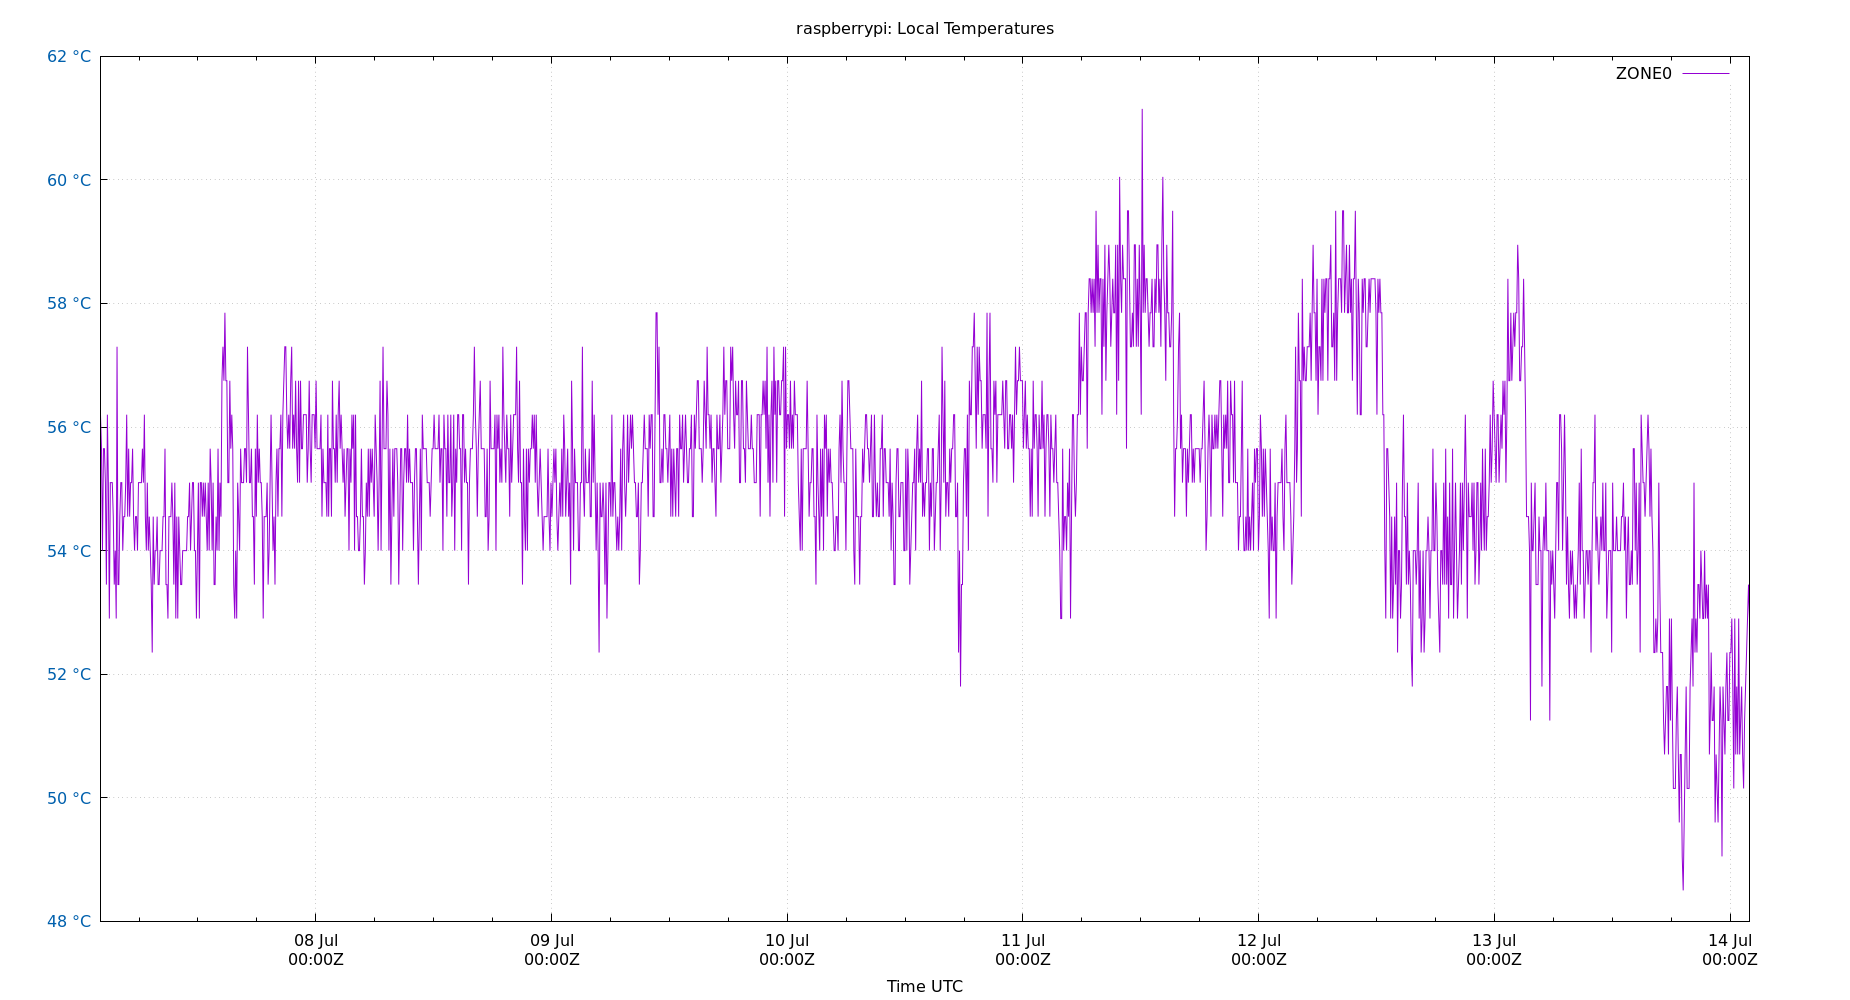 raspberrypi: Local Temperatures
62 °C
ZONE0
60 °C
58 °C
56 °C
54 °C
52 °C
50 °C
48 °C
08 Jul 09 Jul 10 Jul 11 Jul 12 Jul 13 Jul 14 Jul
00:00Z 00:00Z 00:00Z 00:00Z 00:00Z 00:00Z 00:00Z
Time UTC